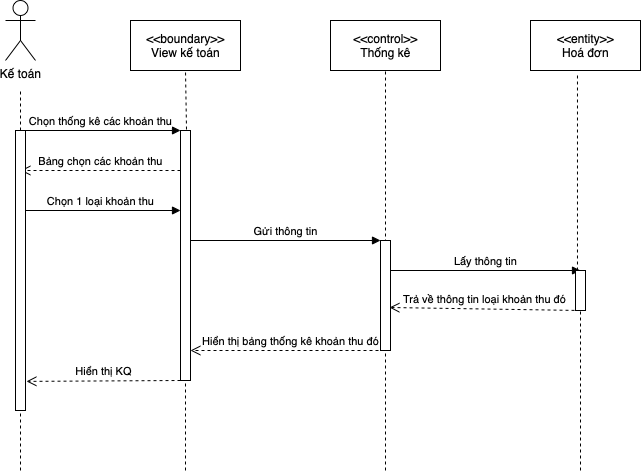 Kế toán
<<boundary>>
View kế toán
<<control>>
Thống kê
<<entity>>
Hoá đơn
Chọn thống kê các khoản thu
Bảng chọn các khoản thu
Chọn 1 loại khoản thu
Gửi thông tin
Lấy thông tin
Trả về thông tin loại khoản thu đó
Hiển thị bảng thống kê khoản thu đó
Hiển thị KQ